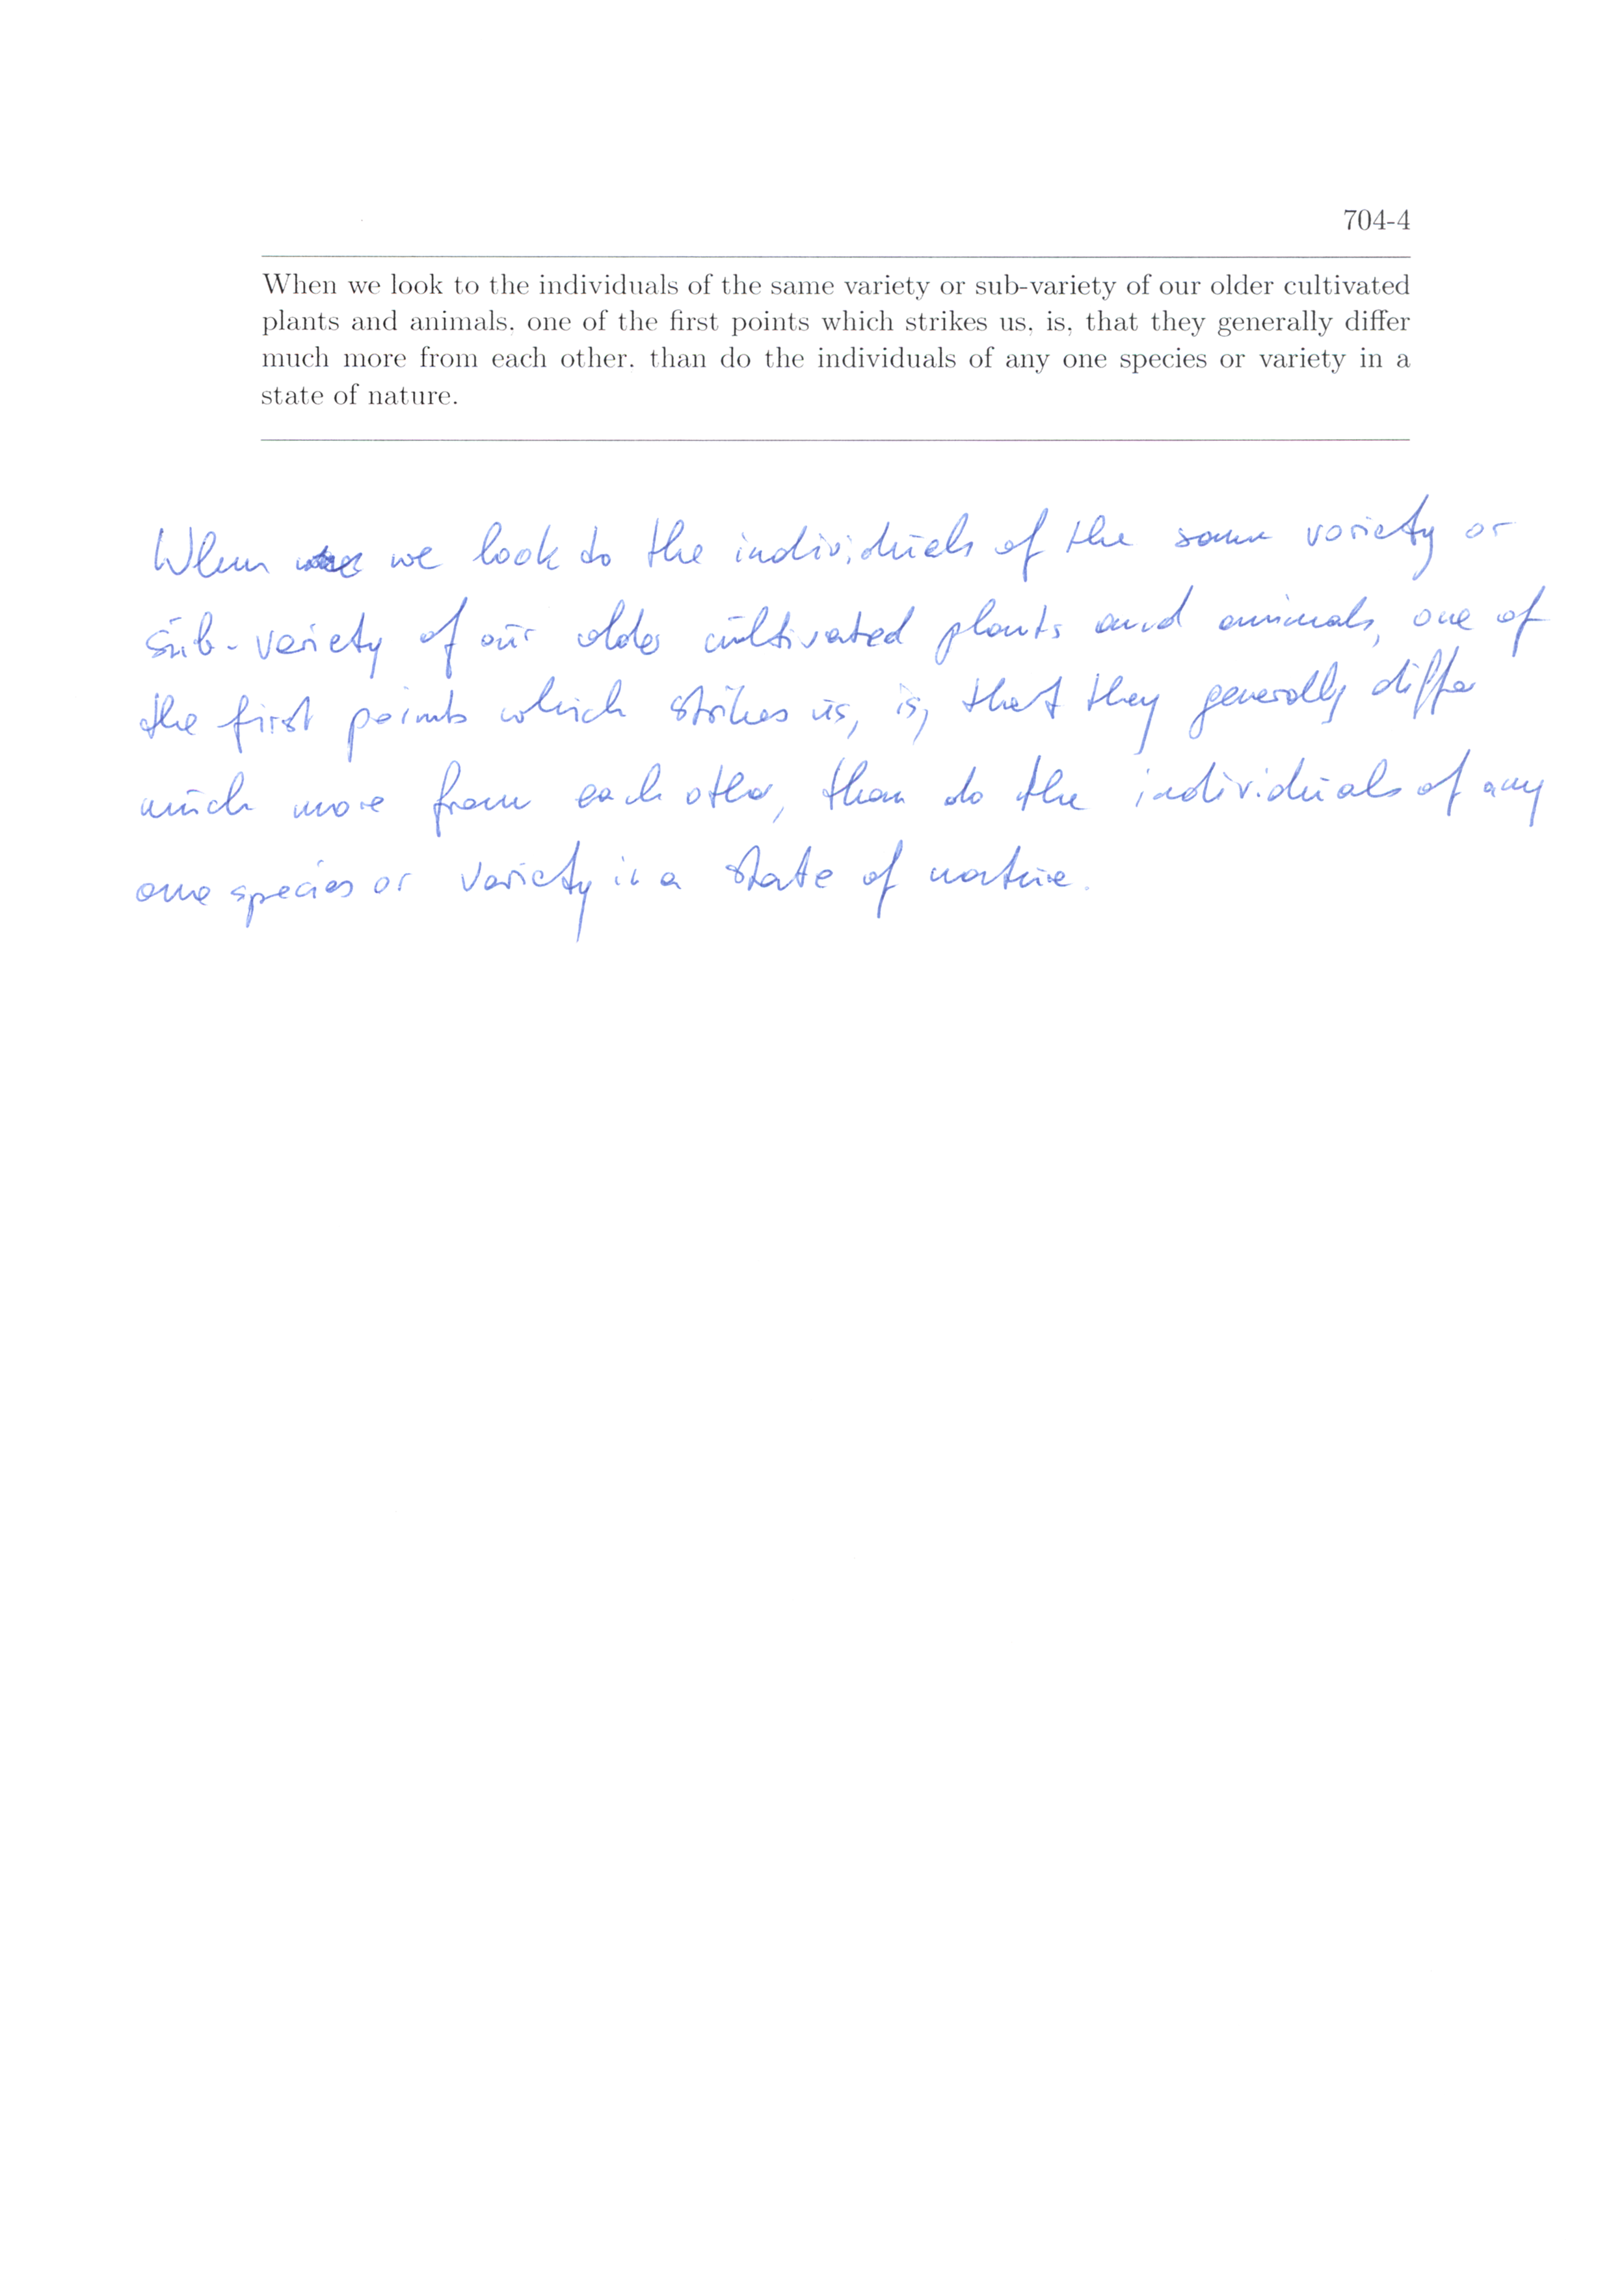 704-4
When we look to the individuals of the same variety or sub-variety of our older cultivated
plants and animals, one of the first points which strikes us, is, that they generally differ
much more from each other, than do the individuals of any one species or variety in a
state of nature.
When we look to the individuals of the same variety or
sub-variety of our older cultivated plants and animals, one of
the first points which strikes us, is, that they generally differ
much more from each other, than do the individuals of any
one species or variety in a state of nature.